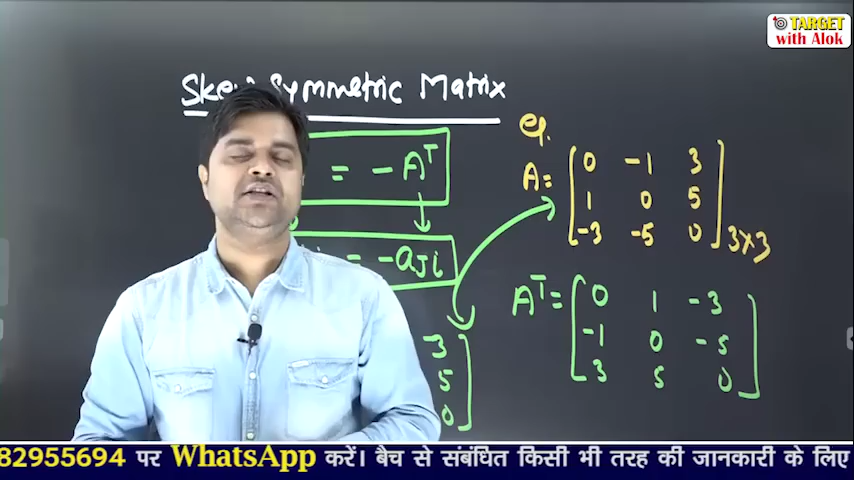 TARGET
with Alok
Skew Symmetric Matrix
= -Aᵀ
= -aji
3
5
0
eg.
A= [0 -1 3
1 0 5
-3 -5 0] 3×3
Aᵀ= [0 1 -3
-1 0 -5
3 5 0]
82955694 पर WhatsApp करें। बैच से संबंधित किसी भी तरह की जानकारी के लिए